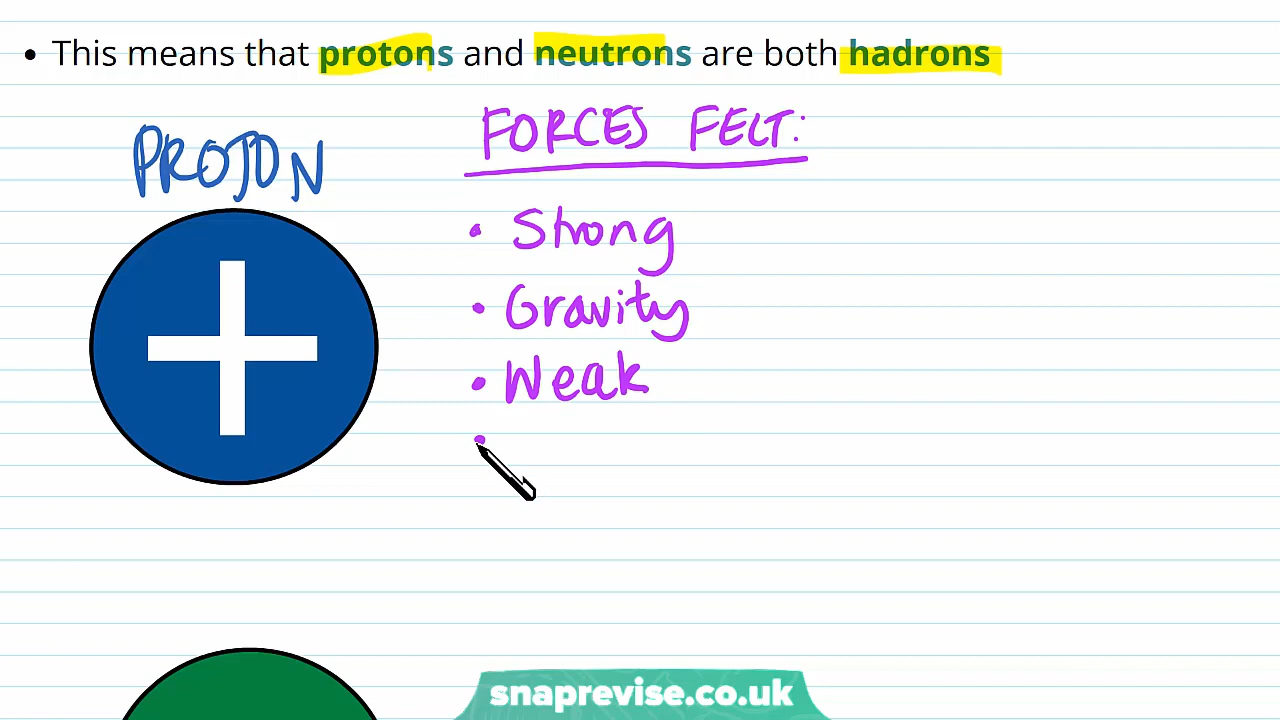 • This means that protons and neutrons are both hadrons
PROTON
FORCES FELT:
• Strong
• Gravity
• Weak
•
snaprevise.co.uk